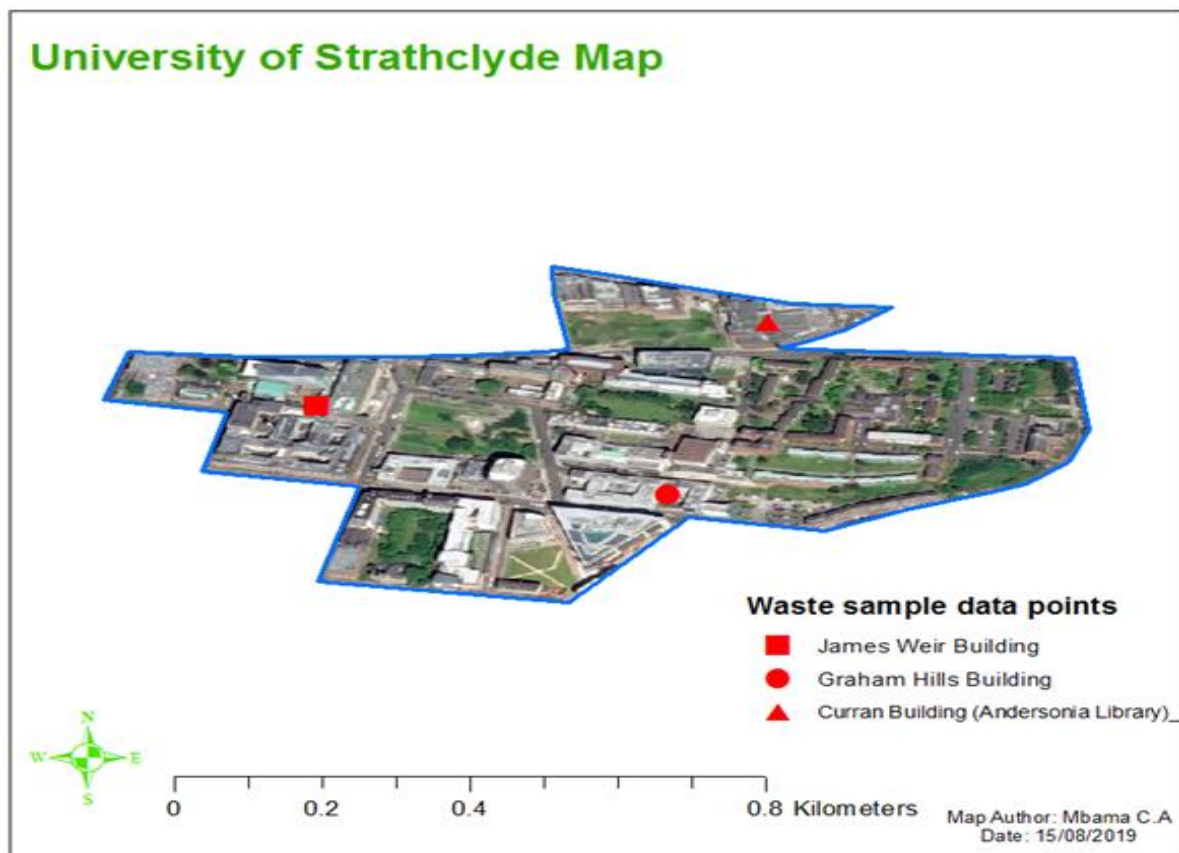 University of Strathclyde Map
Waste sample data points
James Weir Building
Graham Hills Building
Curran Building (Andersonia Library)_
N
W E
S
0 0.2 0.4 0.8 Kilometers
Map Author: Mbama C.A
Date: 15/08/2019